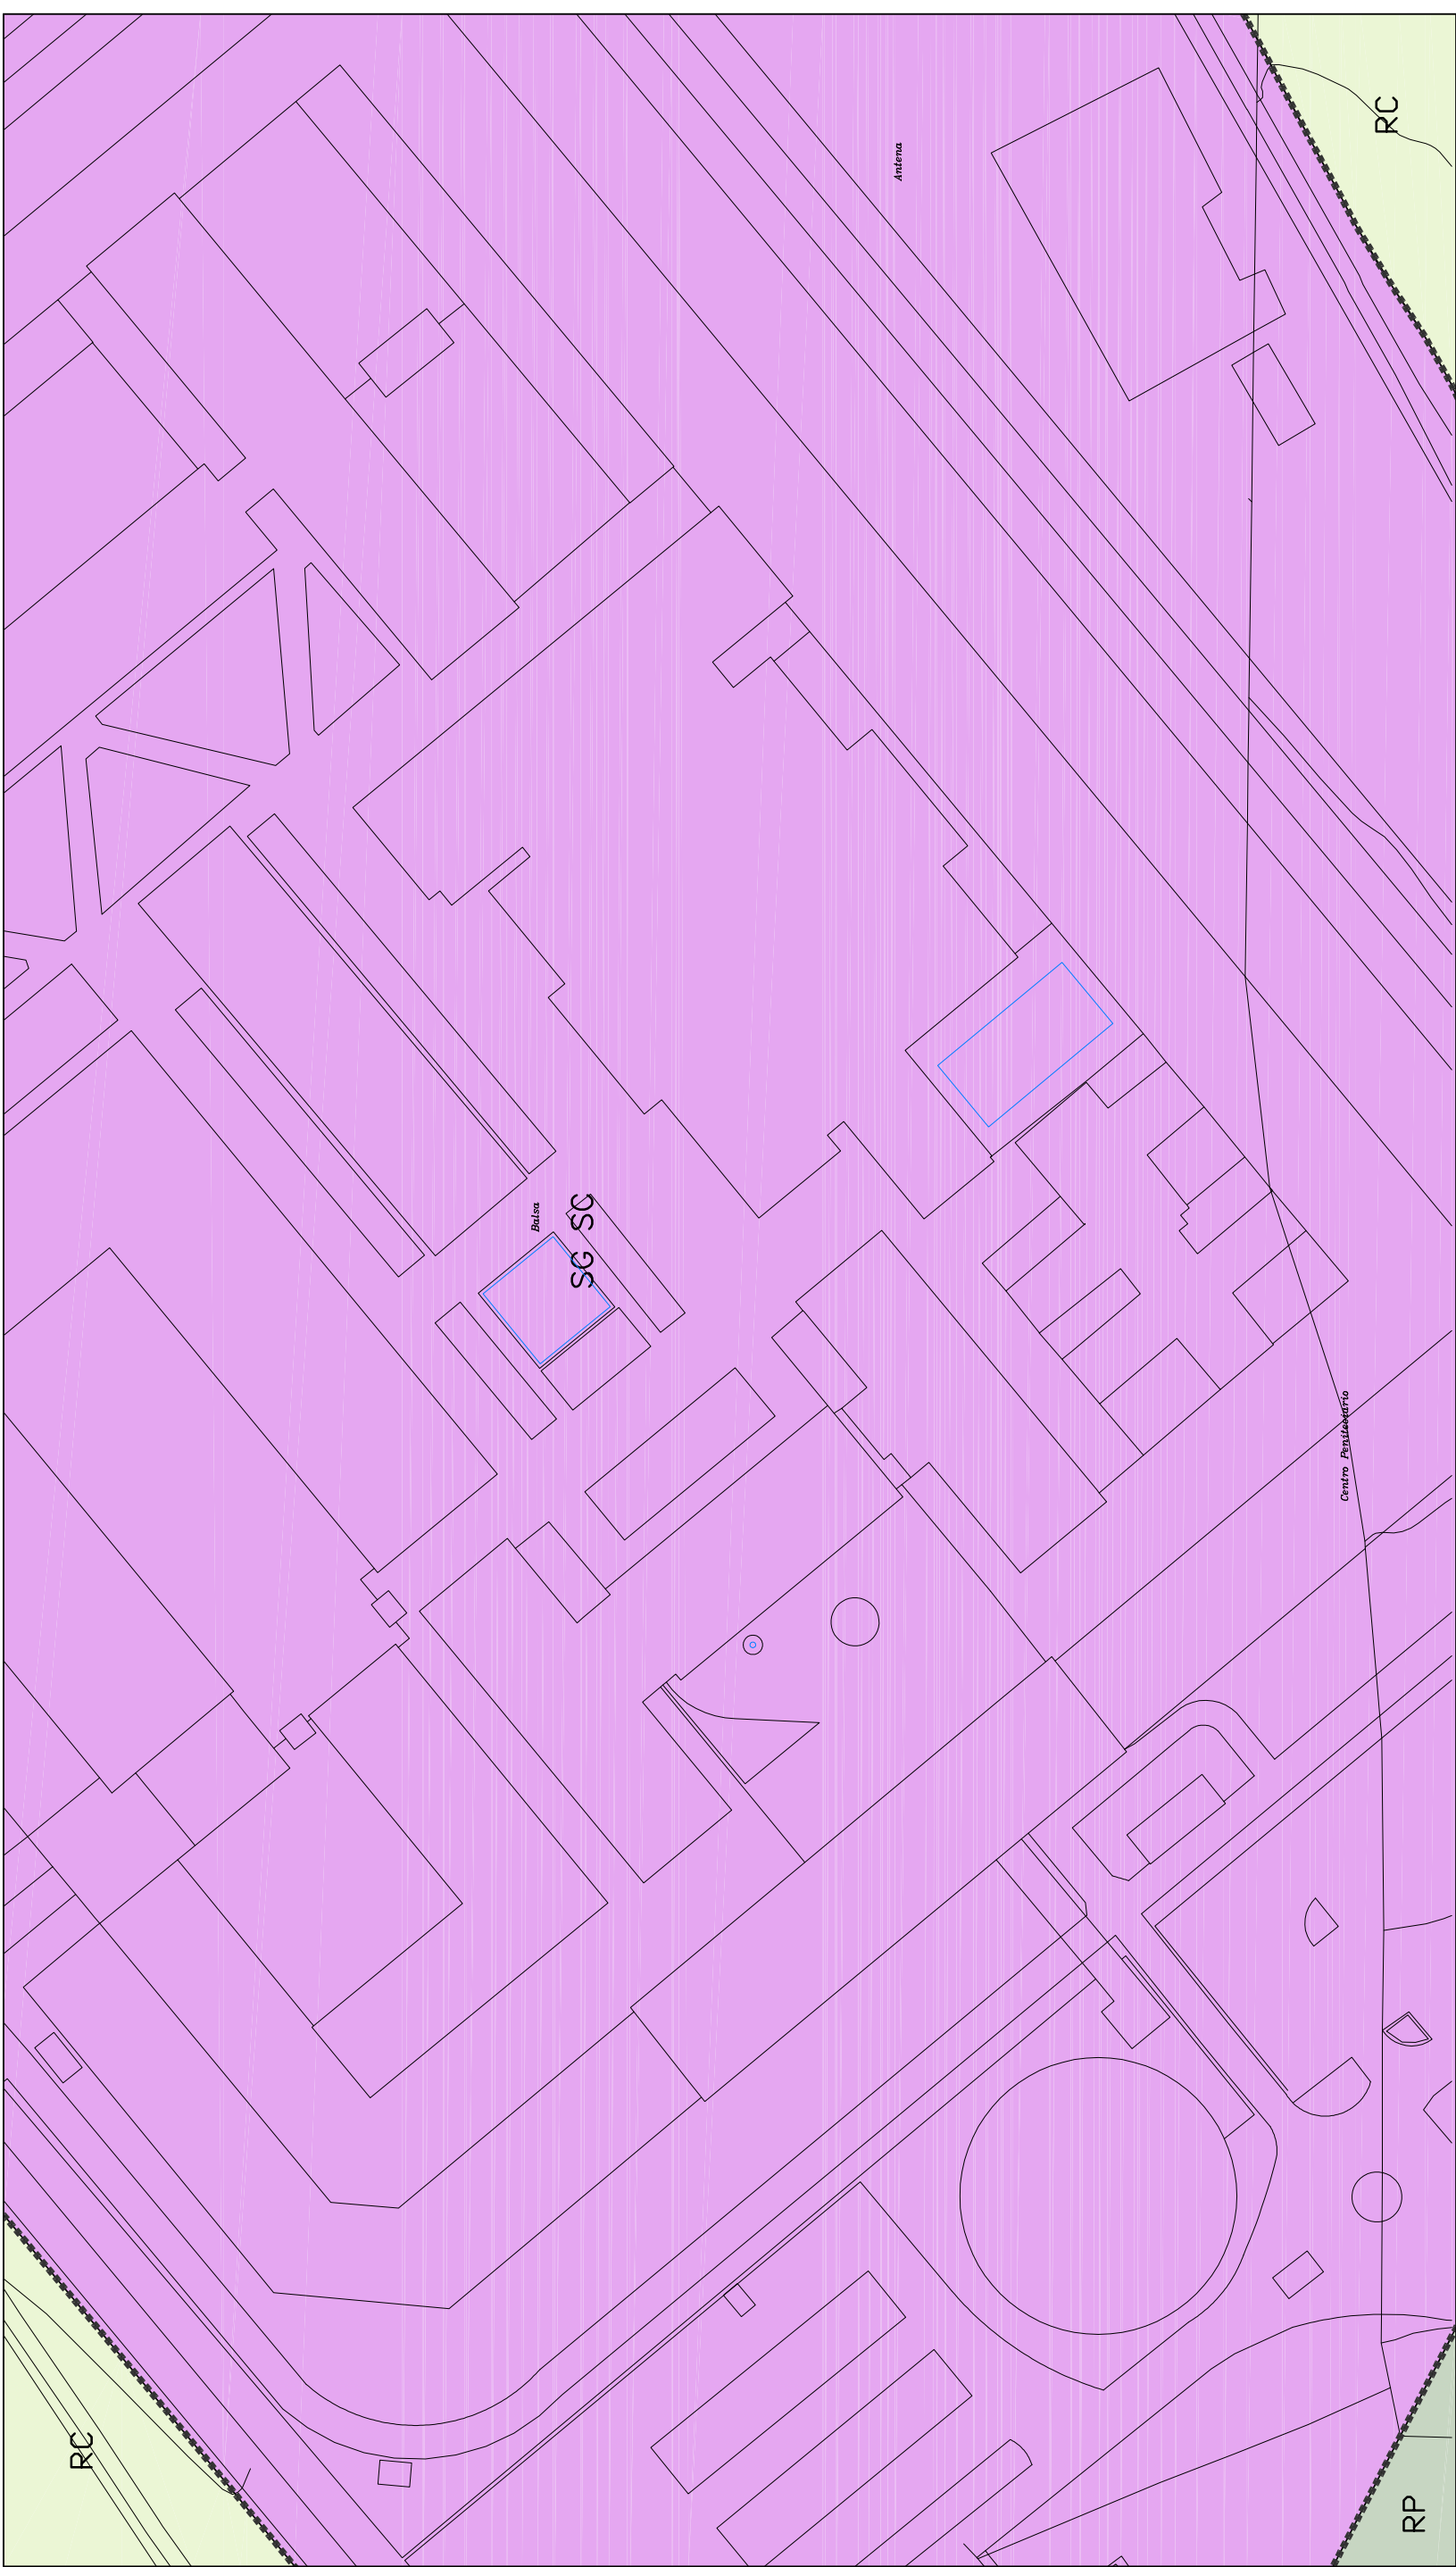 RC
Antena
Balsa
SG SC
Centro Penitenciario
RC
RP